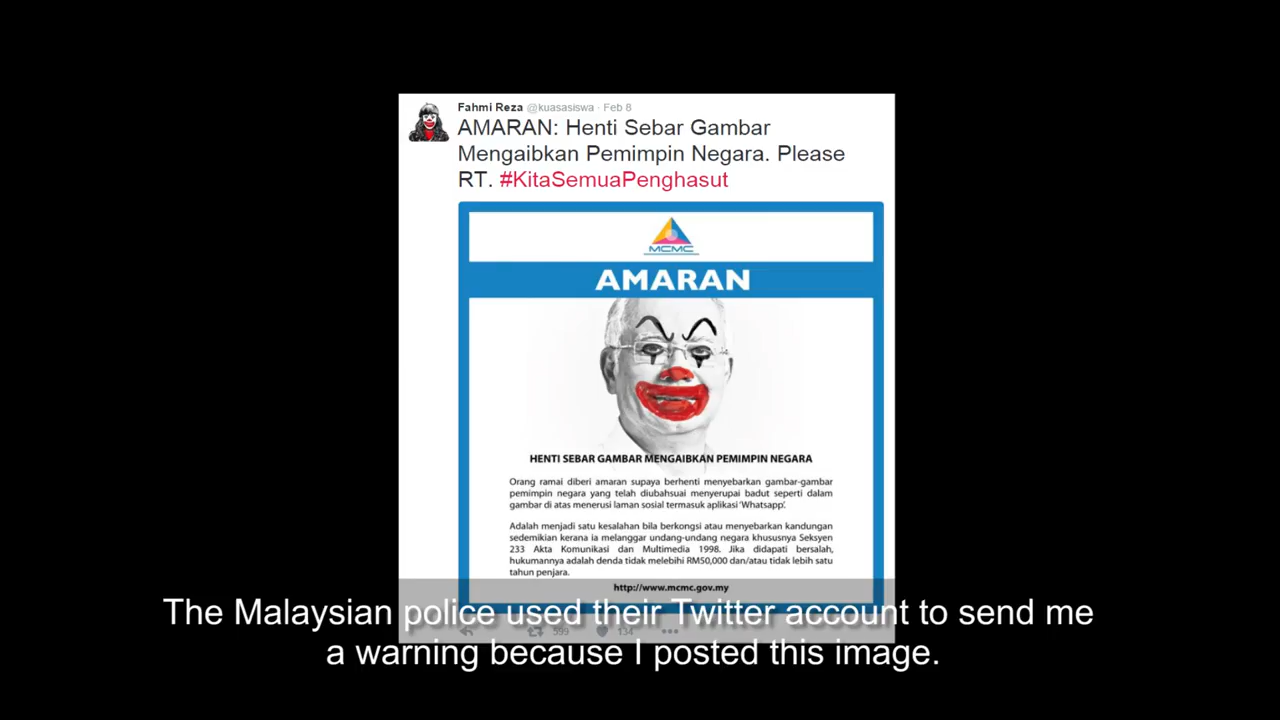 Fahmi Reza @kuasasiswa · Feb 8
AMARAN: Henti Sebar Gambar
Mengaibkan Pemimpin Negara. Please
RT. #KitaSemuaPenghasut
MCMC
AMARAN
HENTI SEBAR GAMBAR MENGAIBKAN PEMIMPIN NEGARA
Orang ramai diberi amaran supaya berhenti menyebarkan gambar-gambar
pemimpin negara yang telah diubahsuai menyerupai badut seperti dalam
gambar di atas menerusi laman sosial termasuk aplikasi 'Whatsapp'.
Adalah menjadi satu kesalahan bila berkongsi atau menyebarkan kandungan
sedemikian kerana ia melanggar undang-undang negara khususnya Seksyen
233 Akta Komunikasi dan Multimedia 1998. Jika didapati bersalah,
hukumannya adalah denda tidak melebihi RM50,000 dan/atau tidak lebih satu
tahun penjara.
http://www.mcmc.gov.my
599 134
The Malaysian police used their Twitter account to send me
a warning because I posted this image.